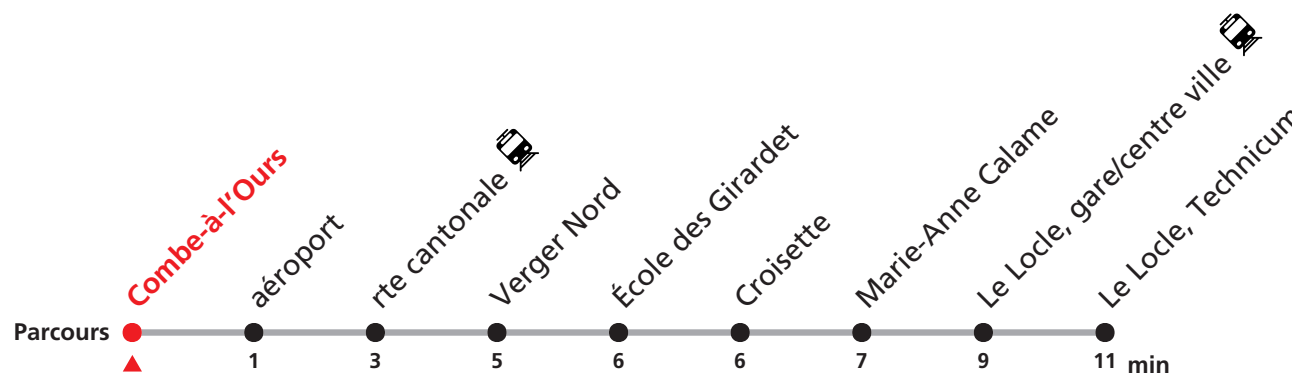 Combe-à-l'Ours
aéroport
rte cantonale
Verger Nord
École des Girardet
Croisette
Marie-Anne Calame
Le Locle, gare/centre ville
Le Locle, Technicum
Parcours
1 3 5 6 6 7 9 11 min